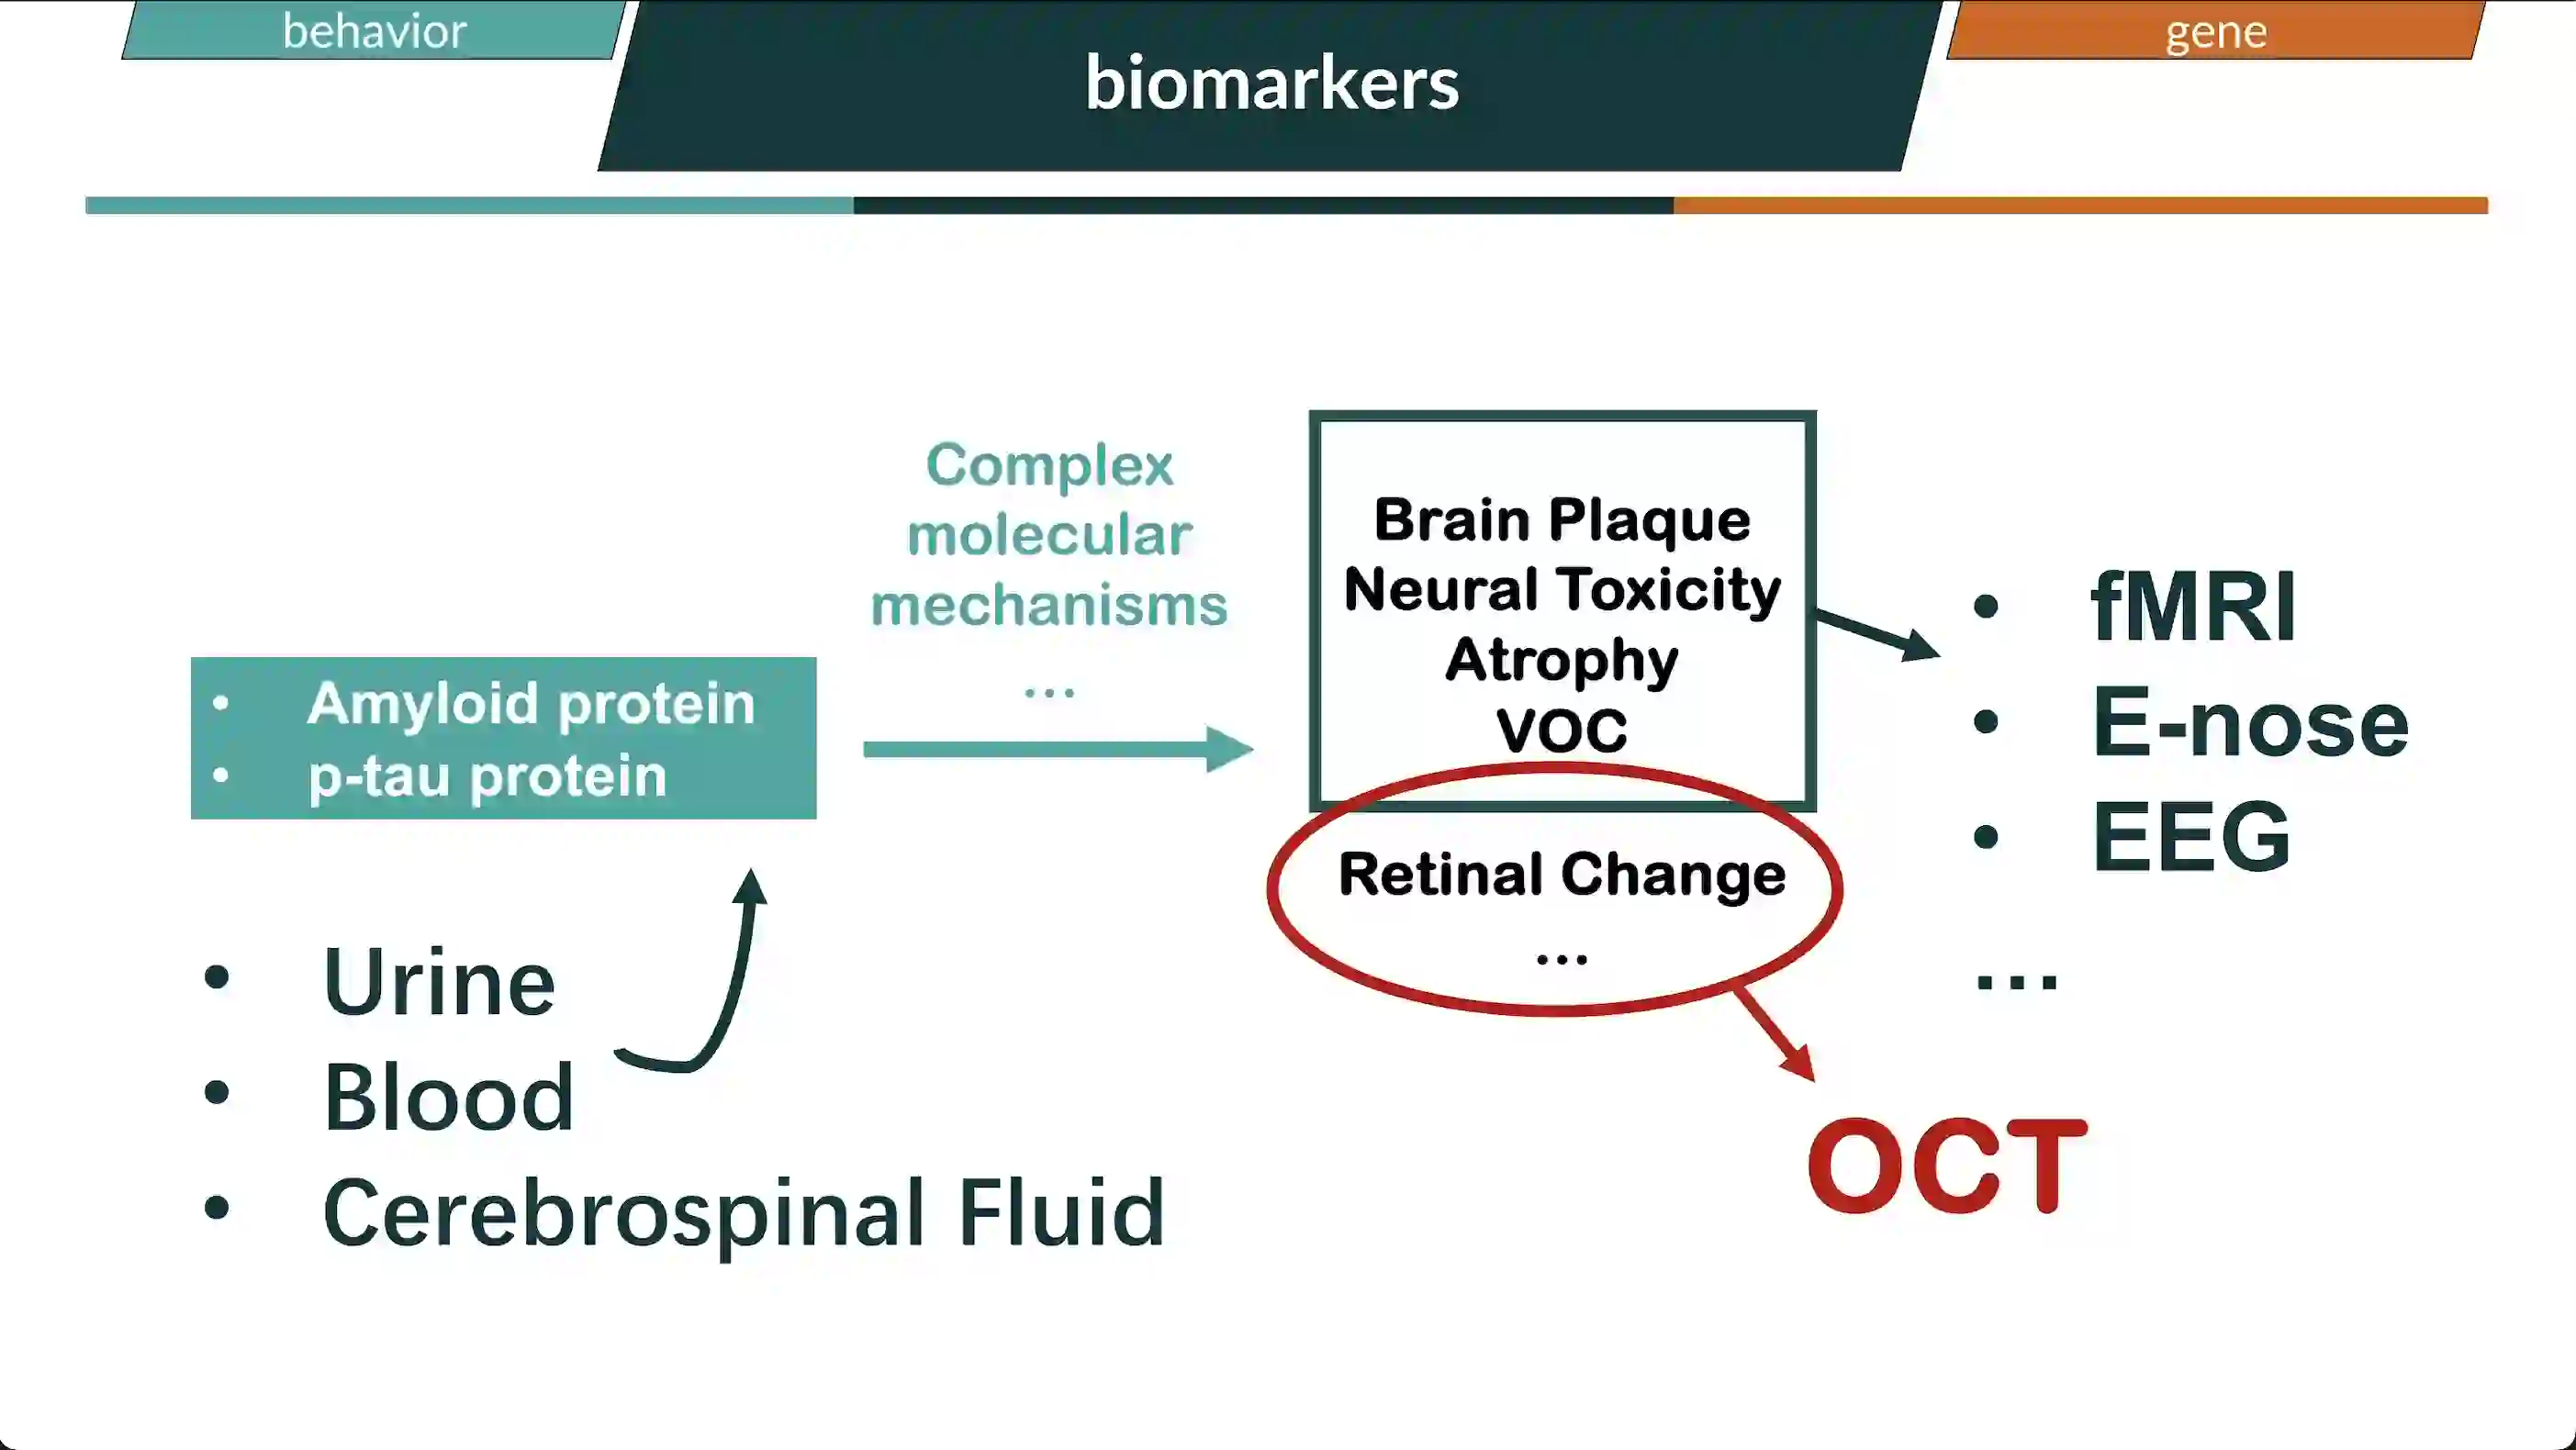 behavior
biomarkers
gene
Complex
molecular
mechanisms
...
• Amyloid protein
• p-tau protein
• Urine
• Blood
• Cerebrospinal Fluid
Brain Plaque
Neural Toxicity
Atrophy
VOC
Retinal Change
...
• fMRI
• E-nose
• EEG
...
OCT